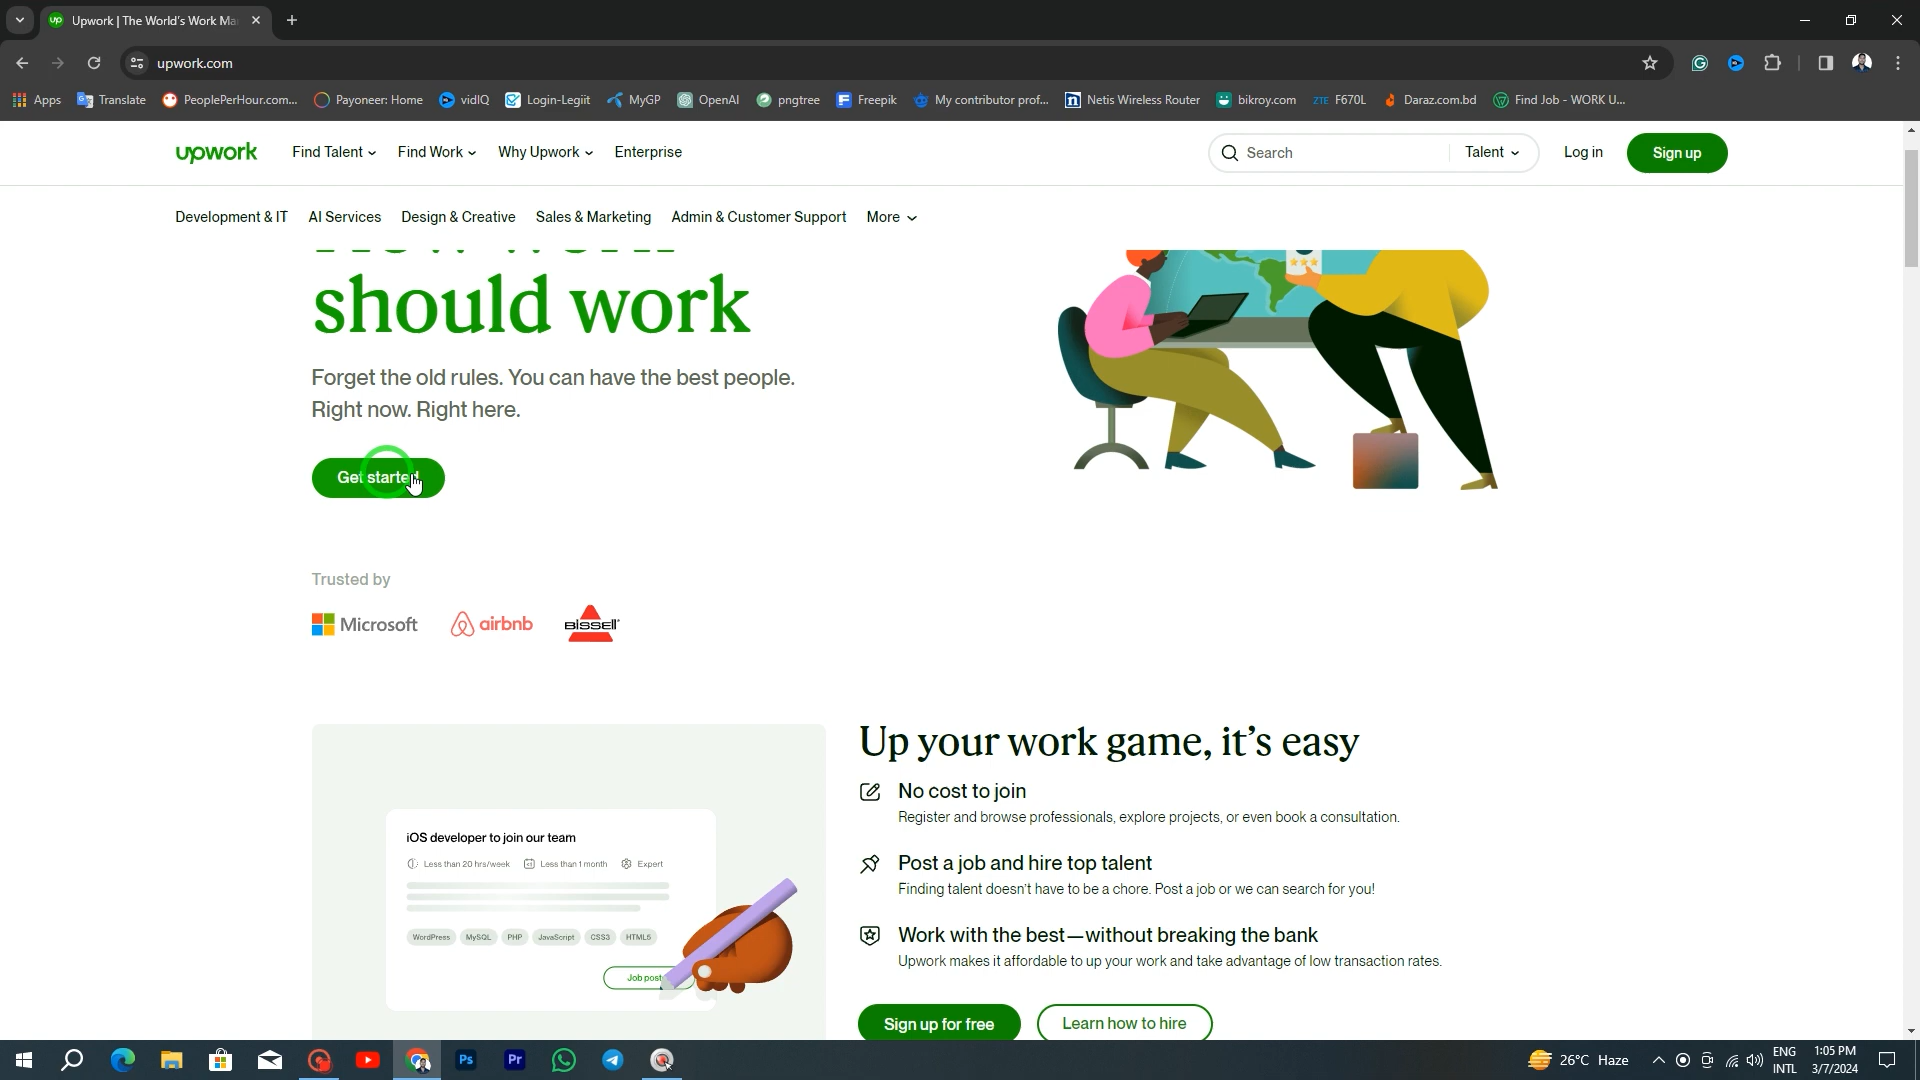 Upwork | The World's Work Ma
upwork.com
Apps
Translate
PeoplePerHour.com...
Payoneer: Home
vidIQ
Login-Legiit
MyGP
OpenAI
pngtree
Freepik
My contributor prof...
Netis Wireless Router
bikroy.com
ZTE F670L
Daraz.com.bd
Find Job - WORK U...
upwork
Find Talent
Find Work
Why Upwork
Enterprise
Search
Talent
Log in
Sign up
Development & IT
AI Services
Design & Creative
Sales & Marketing
Admin & Customer Support
More
should work
Forget the old rules. You can have the best people.
Right now. Right here.
Get started
Trusted by
Microsoft
airbnb
BISSELL
Up your work game, it's easy
No cost to join
Register and browse professionals, explore projects, or even book a consultation.
Post a job and hire top talent
Finding talent doesn't have to be a chore. Post a job or we can search for you!
Work with the best—without breaking the bank
Upwork makes it affordable to up your work and take advantage of low transaction rates.
Sign up for free
Learn how to hire
iOS developer to join our team
Less than 20 hrs/week
Less than 1 month
Expert
WordPress
MySQL
PHP
JavaScript
CSS3
HTML5
Job post
Ps
Pr
26°C Haze
ENG
INTL
1:05 PM
3/7/2024